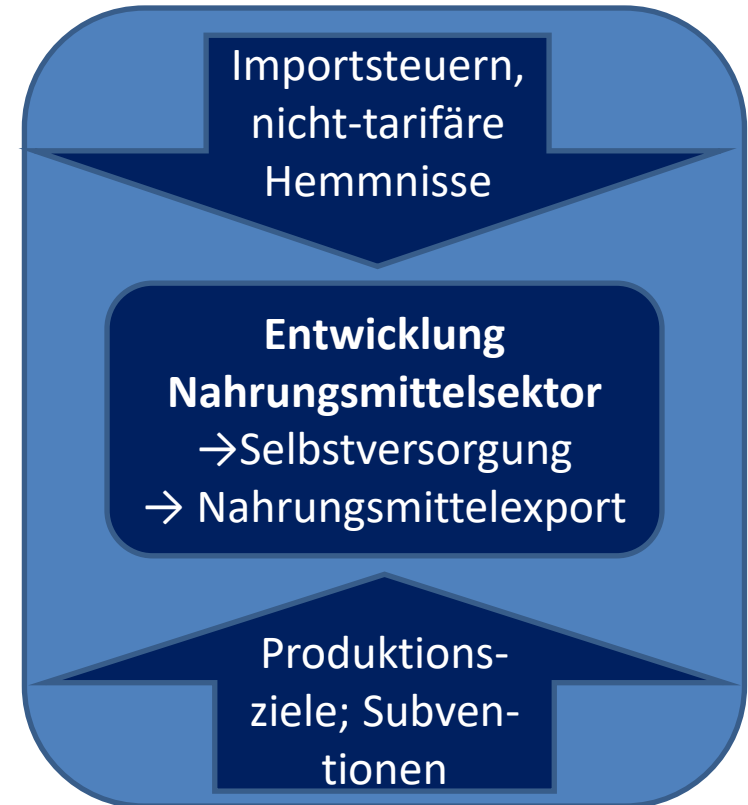 Importsteuern,
nicht-tarifäre
Hemmnisse
Entwicklung
Nahrungsmittelsektor
→Selbstversorgung
→ Nahrungsmittelexport
Produktions-
ziele; Subven-
tionen